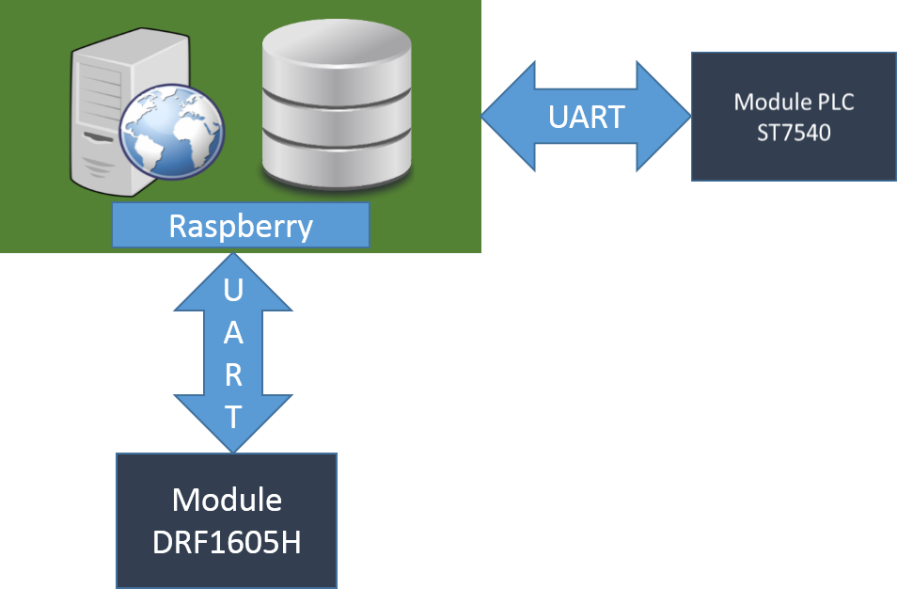 UART
Module PLC
ST7540
Raspberry
U
A
R
T
Module
DRF1605H